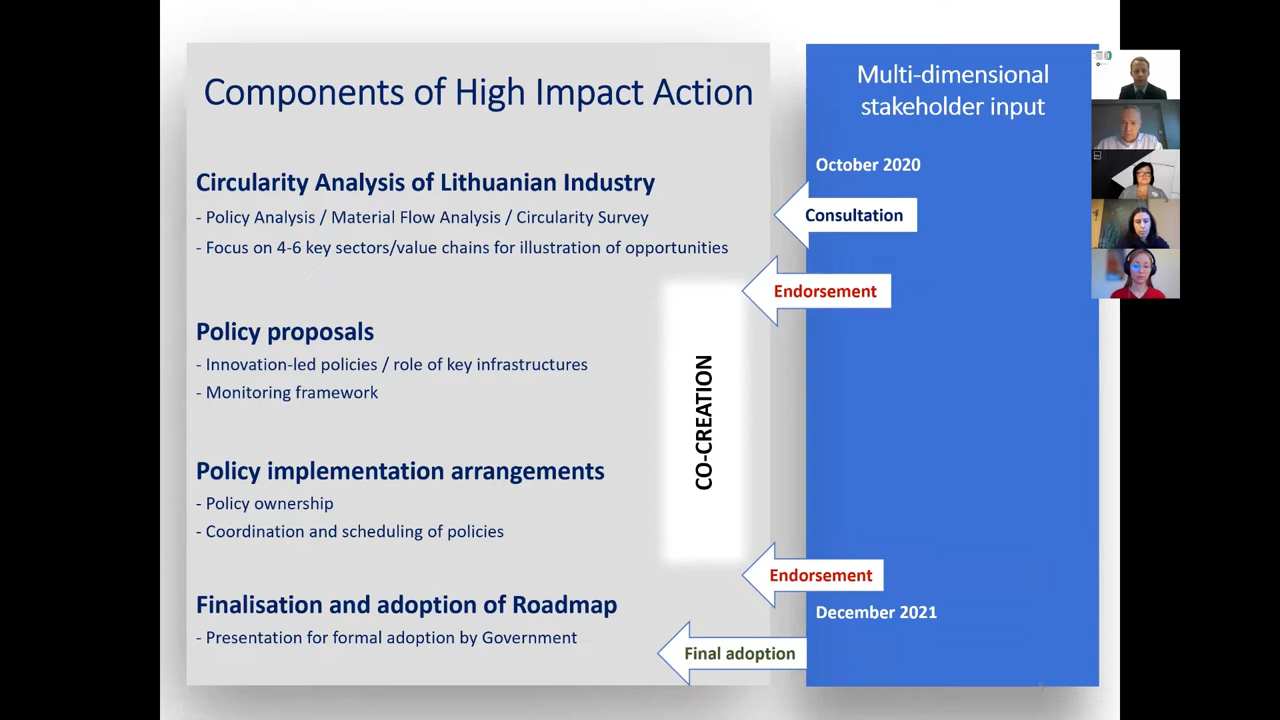 Components of High Impact Action
Circularity Analysis of Lithuanian Industry
- Policy Analysis / Material Flow Analysis / Circularity Survey
- Focus on 4-6 key sectors/value chains for illustration of opportunities
Policy proposals
- Innovation-led policies / role of key infrastructures
- Monitoring framework
Policy implementation arrangements
- Policy ownership
- Coordination and scheduling of policies
Finalisation and adoption of Roadmap
- Presentation for formal adoption by Government
CO-CREATION
Multi-dimensional
stakeholder input
October 2020
Consultation
Endorsement
Endorsement
December 2021
Final adoption